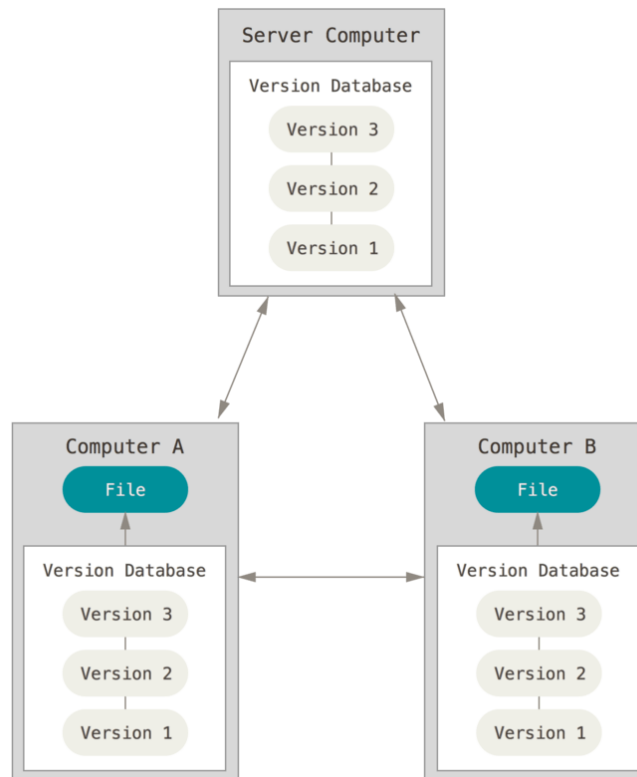 Server Computer
Version Database
Version 3
Version 2
Version 1
Computer A
File
Version Database
Version 3
Version 2
Version 1
Computer B
File
Version Database
Version 3
Version 2
Version 1